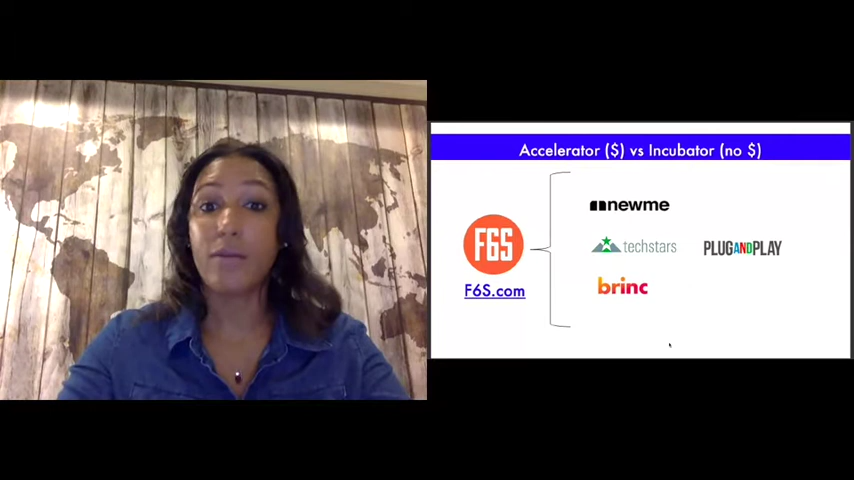 Accelerator ($) vs Incubator (no $)
newme
F6S
techstars
PLUGANDPLAY
F6S.com
brinc